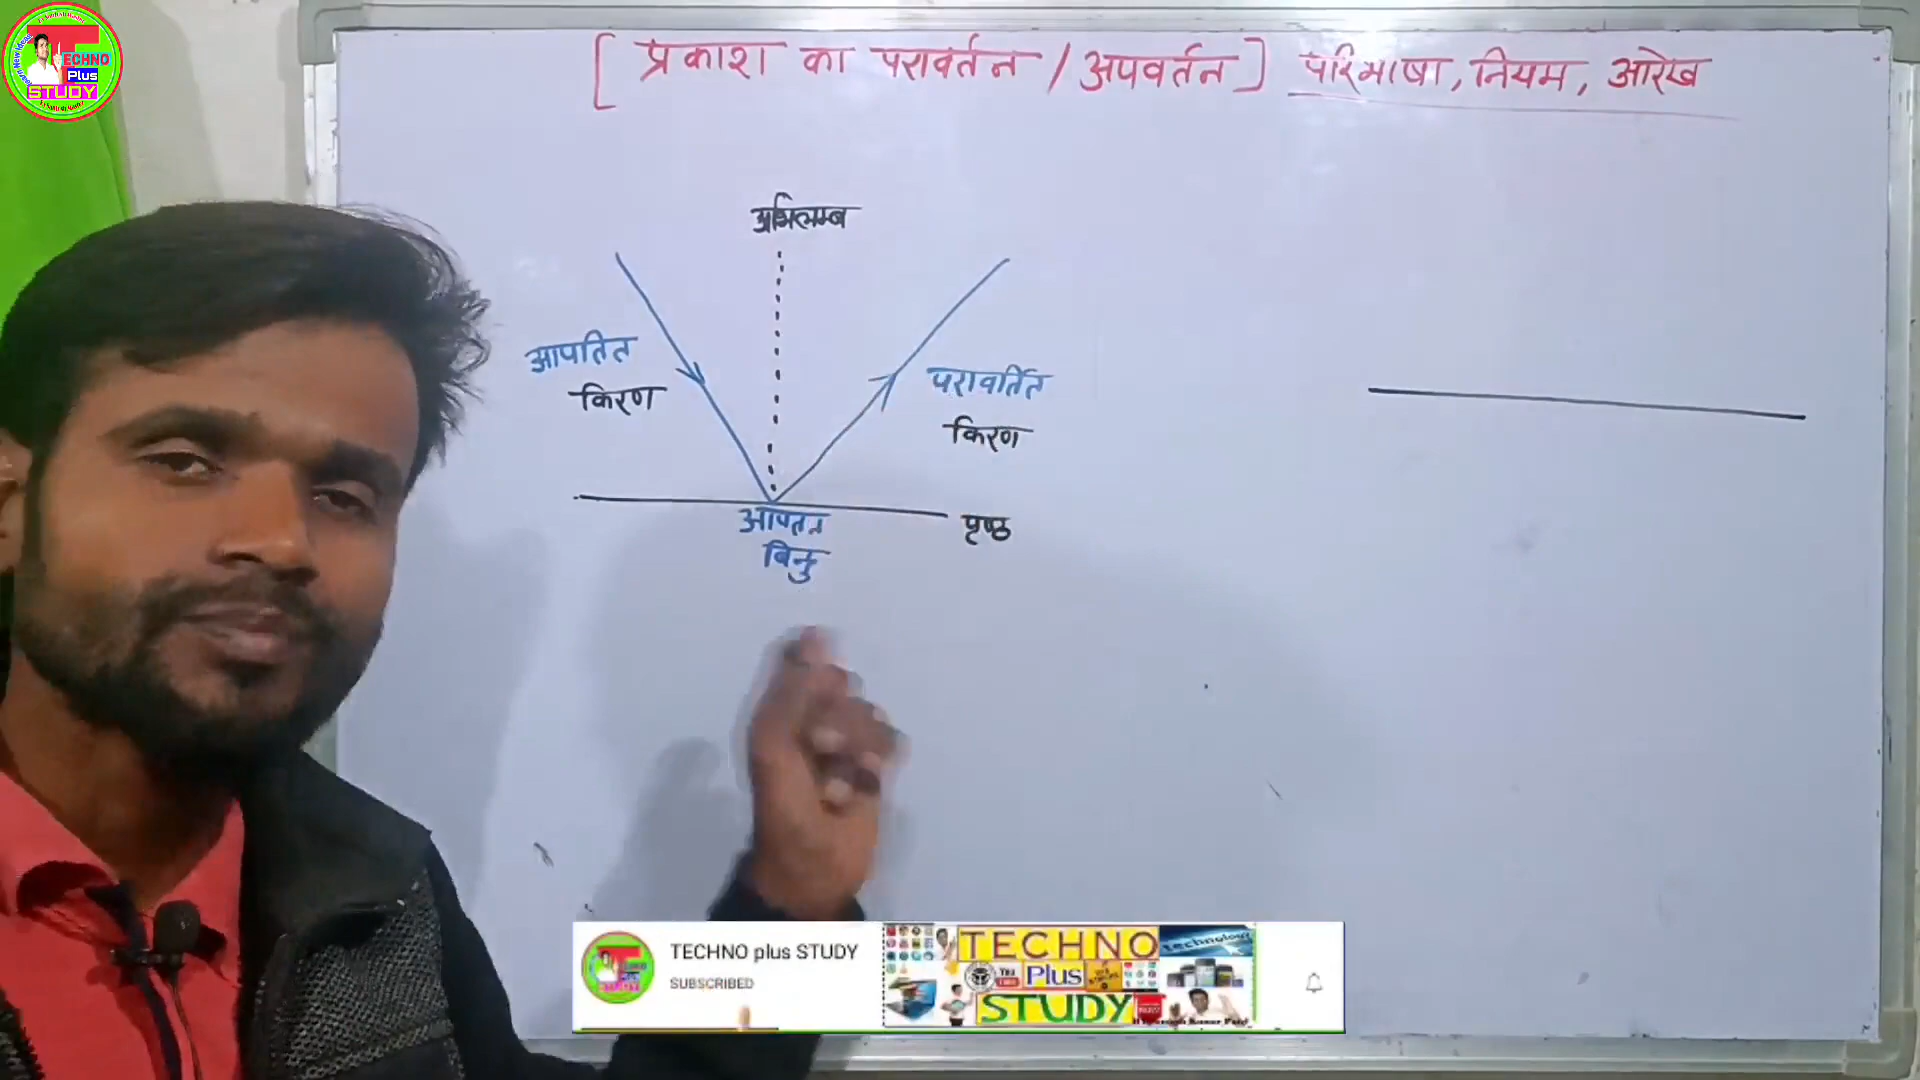 [ प्रकाश का परावर्तन / अपवर्तन ] परिभाषा, नियम, आरेख
अभिलम्ब
आपतित
किरण
परावर्तित
किरण
आपतन
बिन्दु
पृष्ठ
TECHNO
Plus
STUDY
TECHNO plus STUDY
SUBSCRIBED
TECHNO
Plus
STUDY
technology